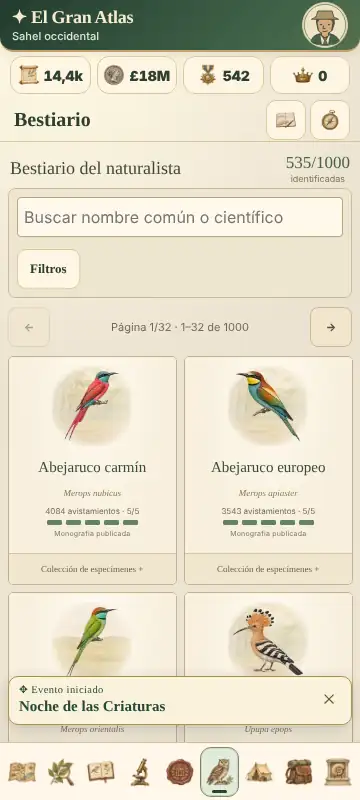 ✦ El Gran Atlas
Sahel occidental
14,4k
£18M
542
0
Bestiario
Bestiario del naturalista
535/1000
identificadas
Buscar nombre común o científico
Filtros
←
Página 1/32 · 1–32 de 1000
→
Abejaruco carmín
Merops nubicus
4084 avistamientos · 5/5
Monografía publicada
Colección de especímenes +
Abejaruco europeo
Merops apiaster
3543 avistamientos · 5/5
Monografía publicada
Colección de especímenes +
✥ Evento iniciado
Noche de las Criaturas
×
Merops orientalis
Upupa epops